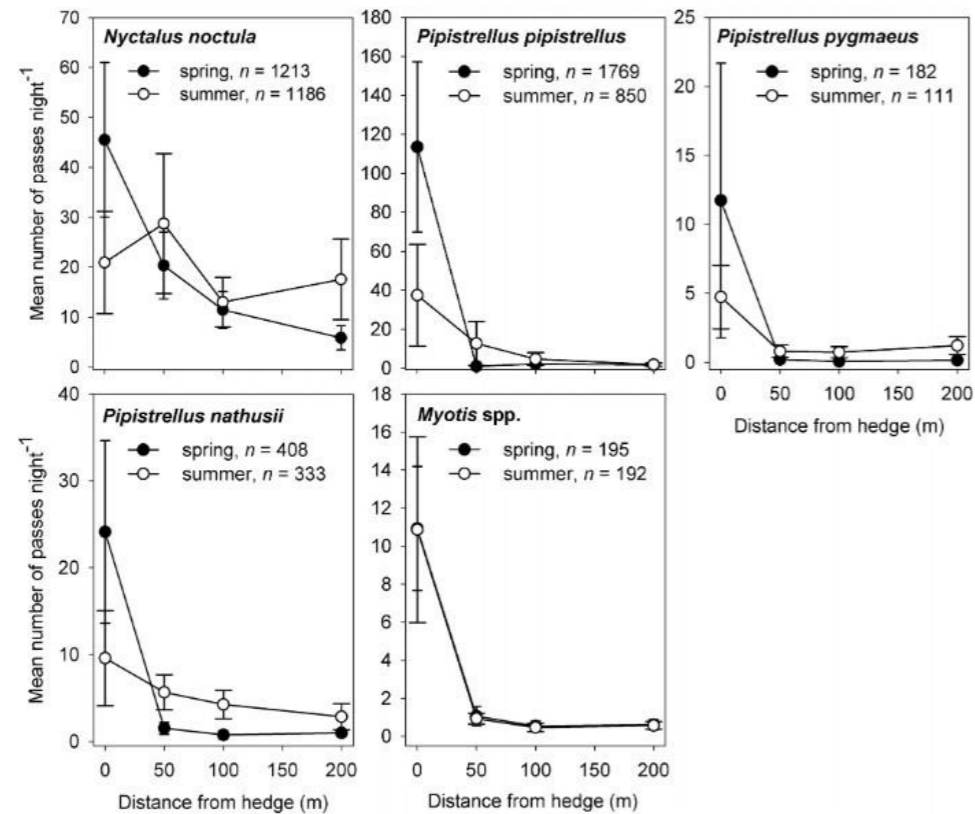 Mean number of passes night⁻¹
70
60
50
40
30
20
10
0
Nyctalus noctula
spring, n = 1213
summer, n = 1186
180
160
140
120
100
80
60
40
20
0
Pipistrellus pipistrellus
spring, n = 1769
summer, n = 850
25
20
15
10
5
0
Pipistrellus pygmaeus
spring, n = 182
summer, n = 111
0 50 100 150 200
Distance from hedge (m)
Mean number of passes night⁻¹
40
30
20
10
0
Pipistrellus nathusii
spring, n = 408
summer, n = 333
0 50 100 150 200
Distance from hedge (m)
18
16
14
12
10
8
6
4
2
0
Myotis spp.
spring, n = 195
summer, n = 192
0 50 100 150 200
Distance from hedge (m)